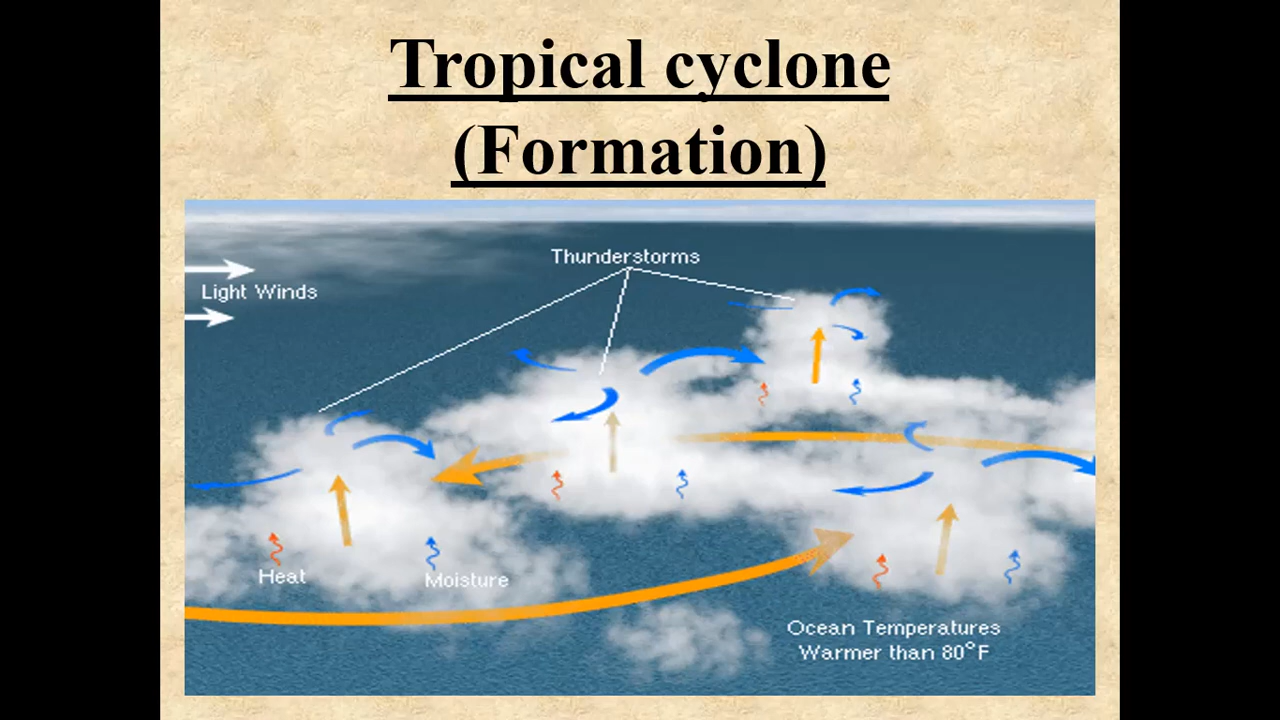 Tropical cyclone
(Formation)
Thunderstorms
Light Winds
Heat
Moisture
Ocean Temperatures
Warmer than 80°F